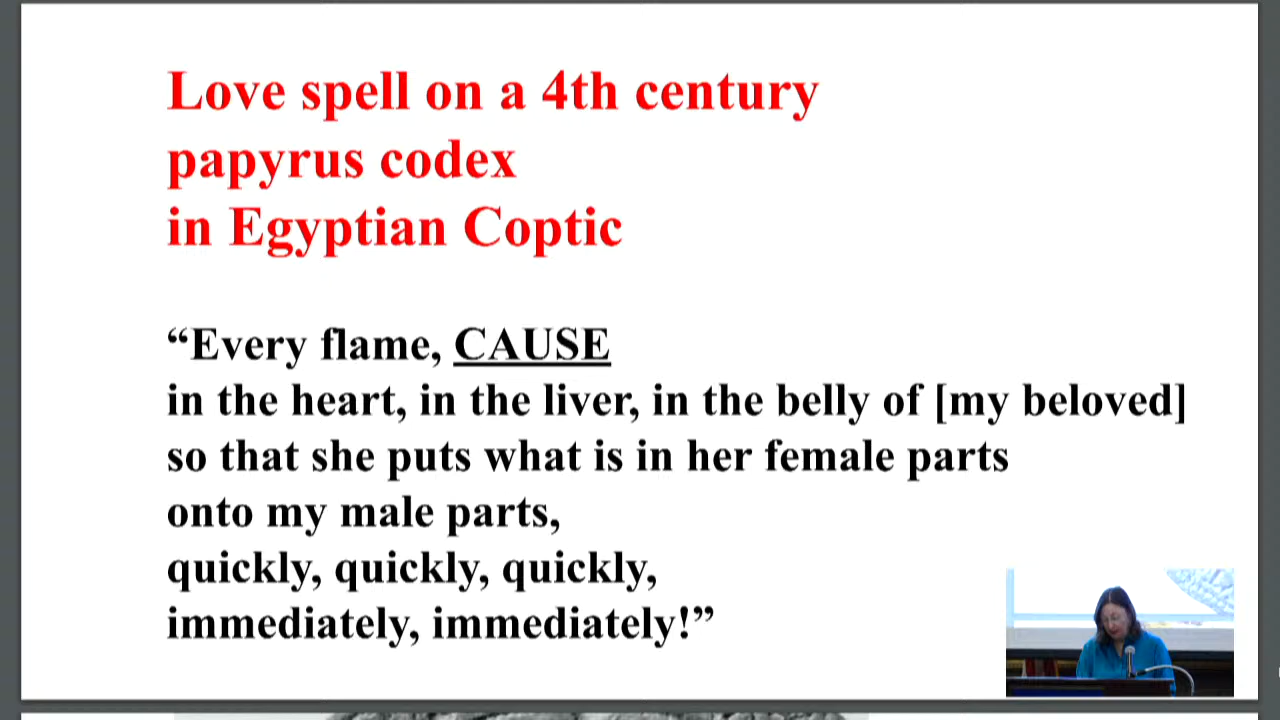 Love spell on a 4th century
papyrus codex
in Egyptian Coptic
“Every flame, CAUSE
in the heart, in the liver, in the belly of [my beloved]
so that she puts what is in her female parts
onto my male parts,
quickly, quickly, quickly,
immediately, immediately!”